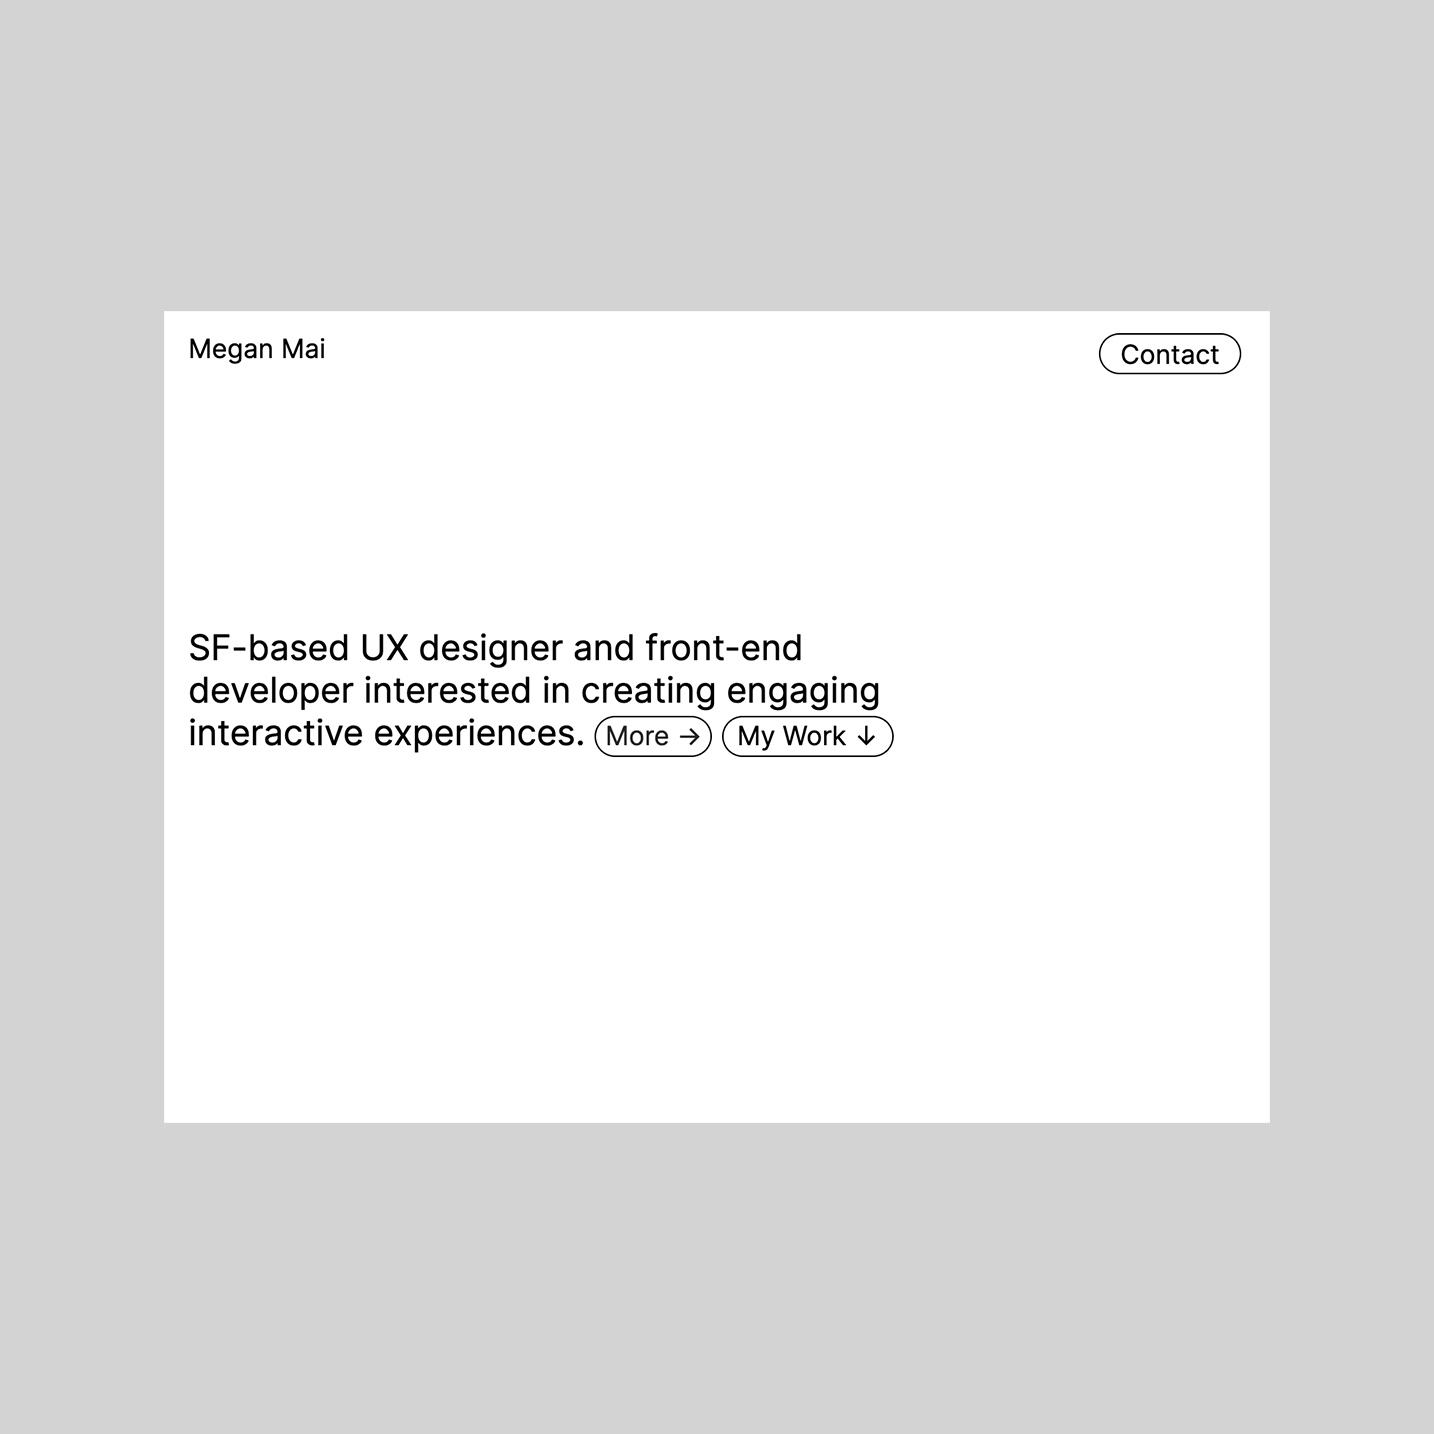 Megan Mai
Contact
SF-based UX designer and front-end
developer interested in creating engaging
interactive experiences. More → My Work ↓